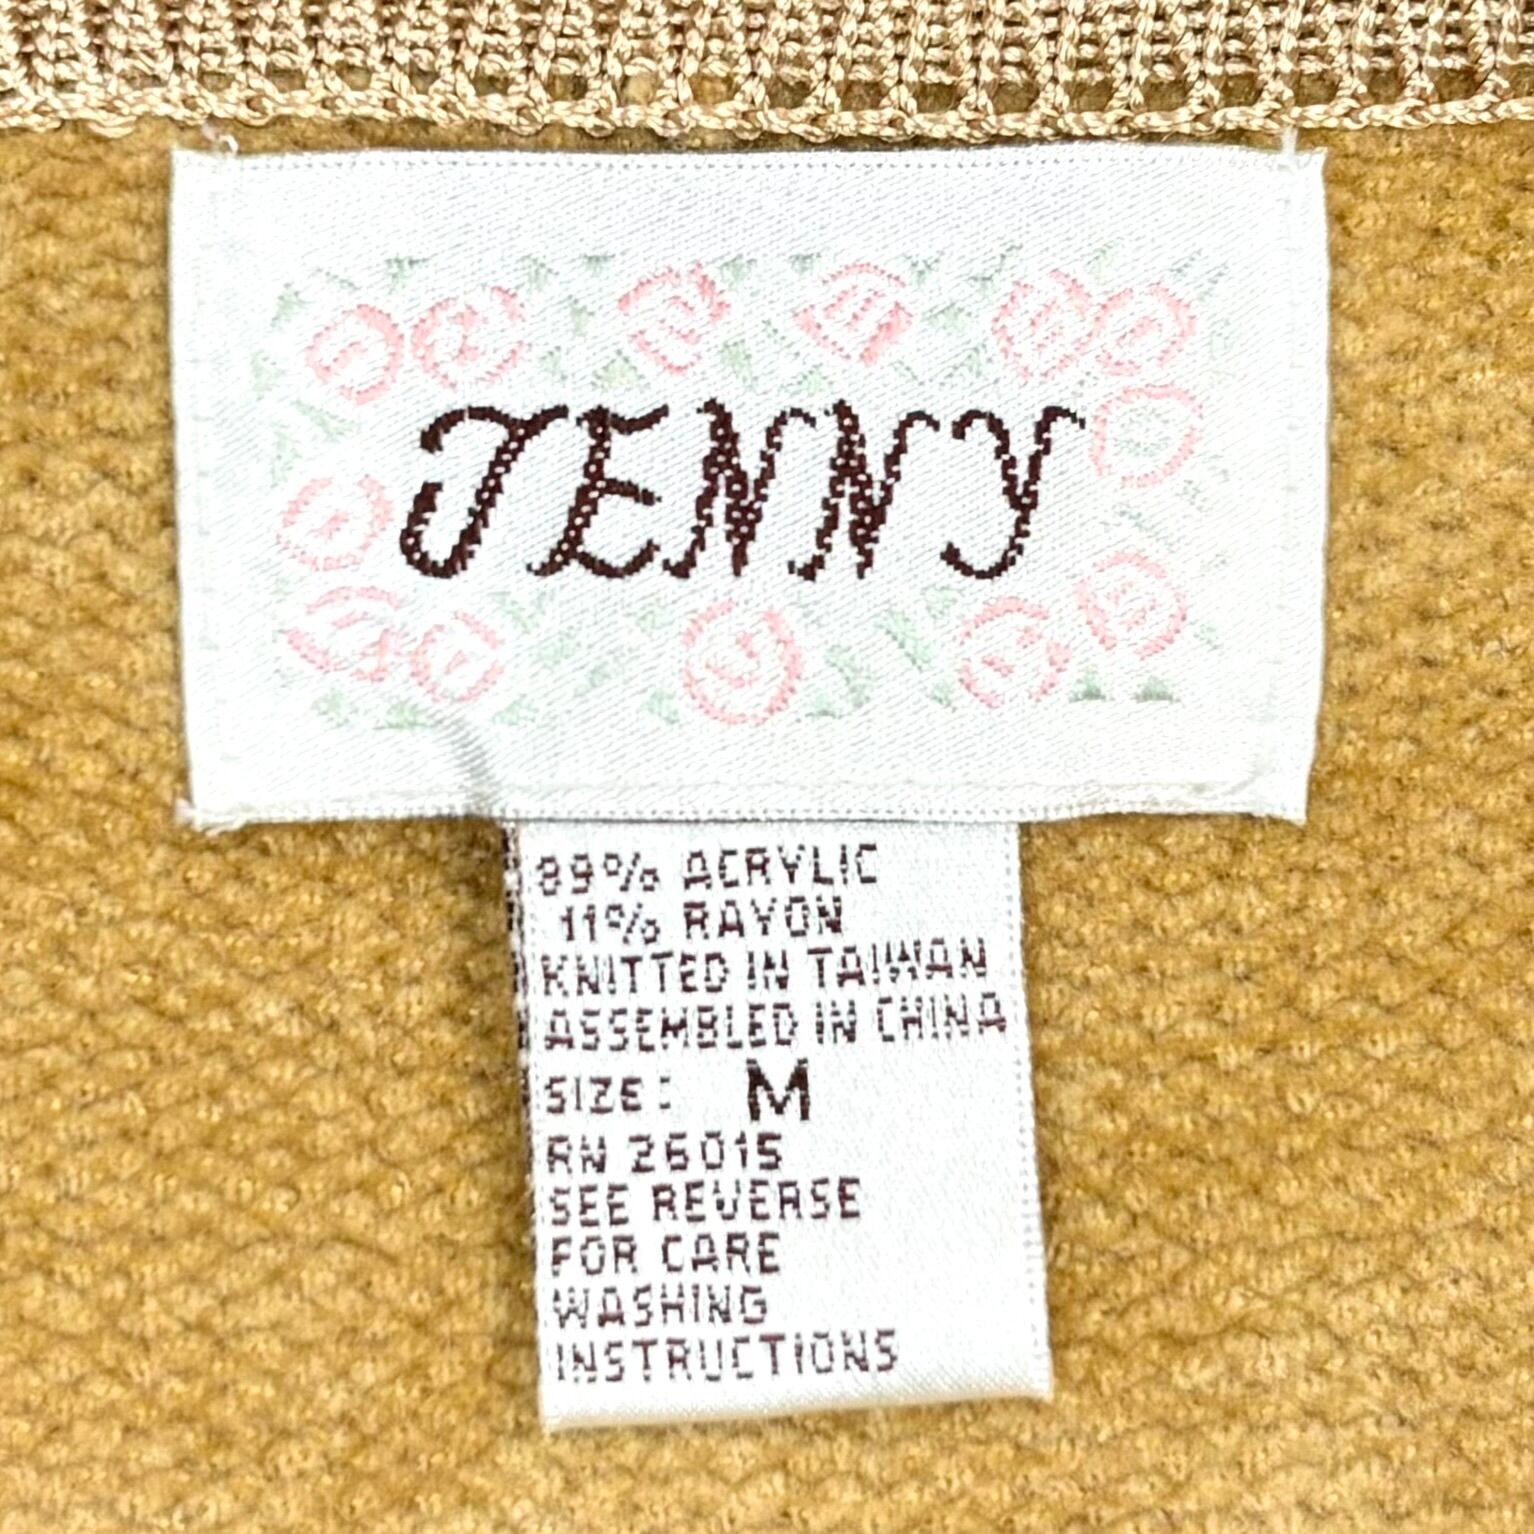 JENNY
89% ACRYLIC
11% RAYON
KNITTED IN TAIWAN
ASSEMBLED IN CHINA
SIZE: M
RN 26015
SEE REVERSE
FOR CARE
WASHING
INSTRUCTIONS